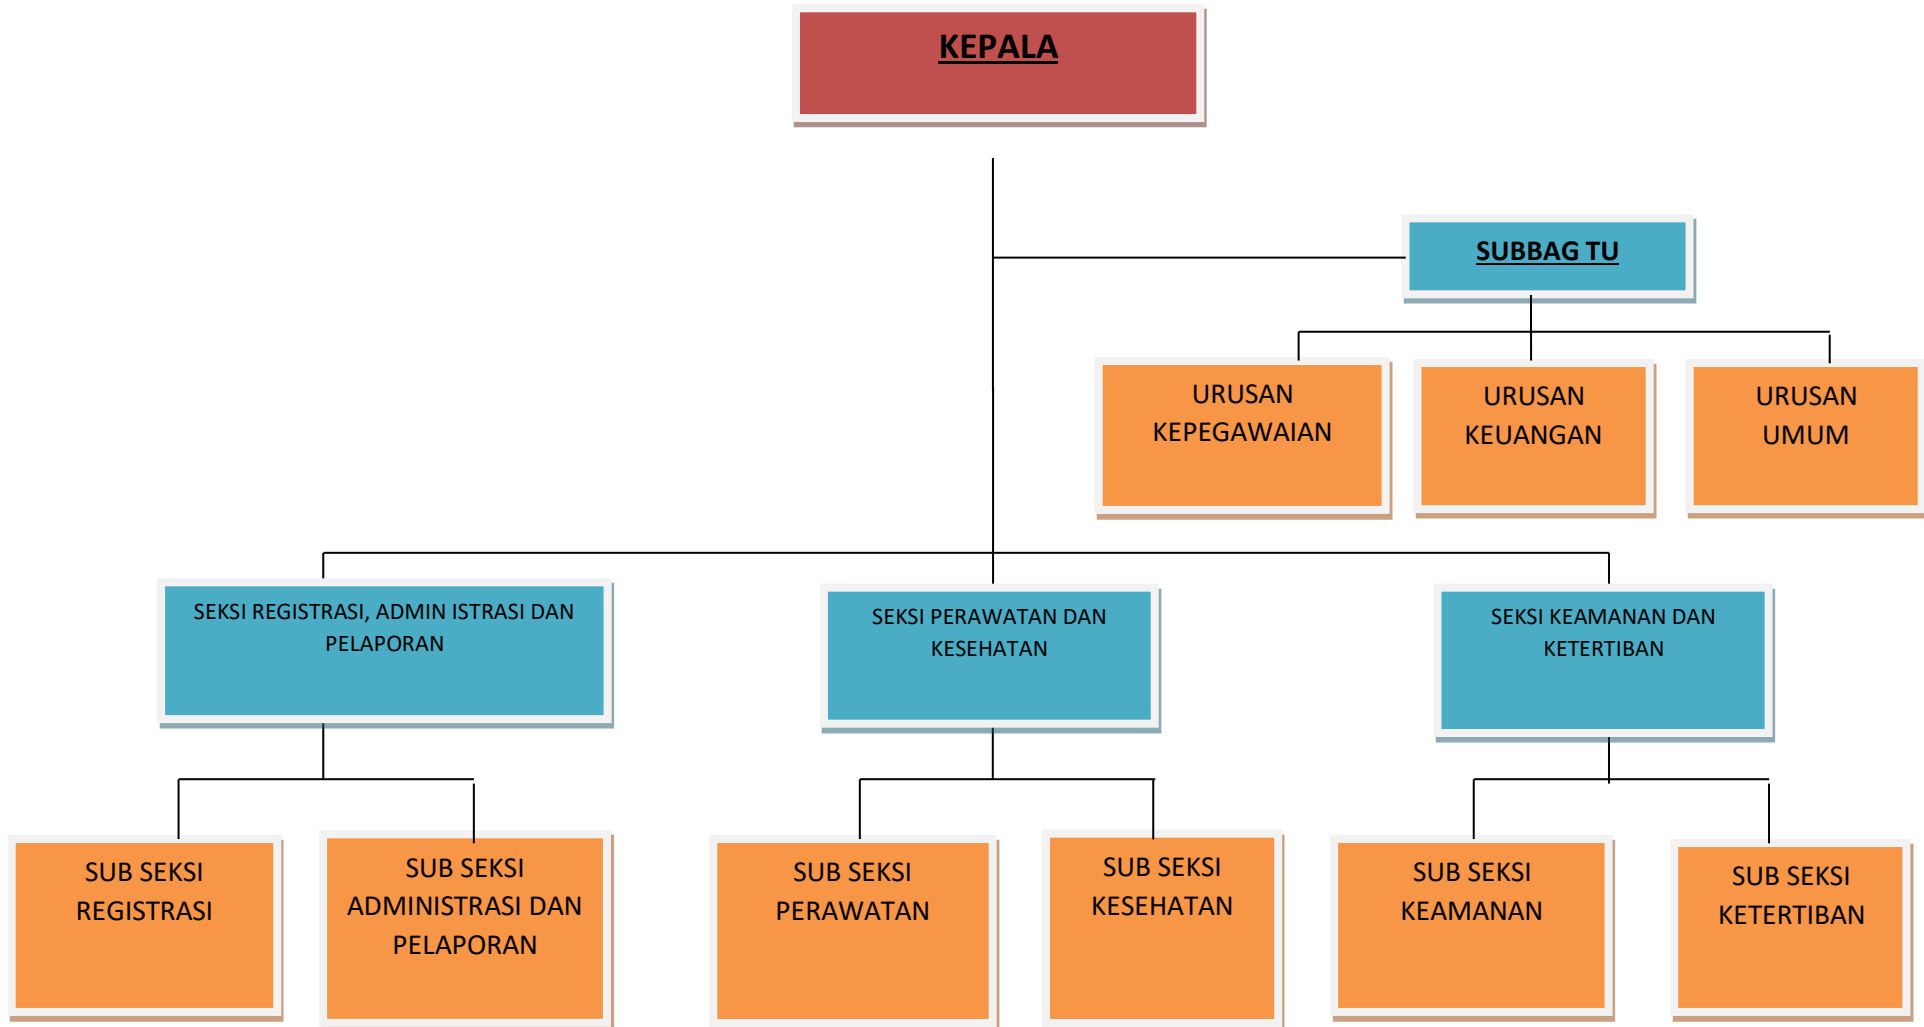 KEPALA
SUBBAG TU
URUSAN
KEPEGAWAIAN
URUSAN
KEUANGAN
URUSAN
UMUM
SEKSI REGISTRASI, ADMIN ISTRASI DAN
PELAPORAN
SEKSI PERAWATAN DAN
KESEHATAN
SEKSI KEAMANAN DAN
KETERTIBAN
SUB SEKSI
REGISTRASI
SUB SEKSI
ADMINISTRASI DAN
PELAPORAN
SUB SEKSI
PERAWATAN
SUB SEKSI
KESEHATAN
SUB SEKSI
KEAMANAN
SUB SEKSI
KETERTIBAN